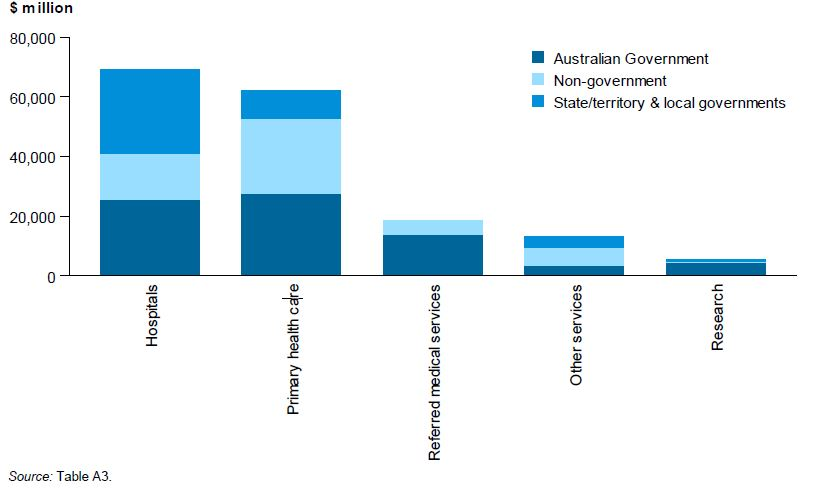 $ million
80,000
60,000
40,000
20,000
0
Australian Government
Non-government
State/territory & local governments
Hospitals
Primary health care
Referred medical services
Other services
Research
Source: Table A3.